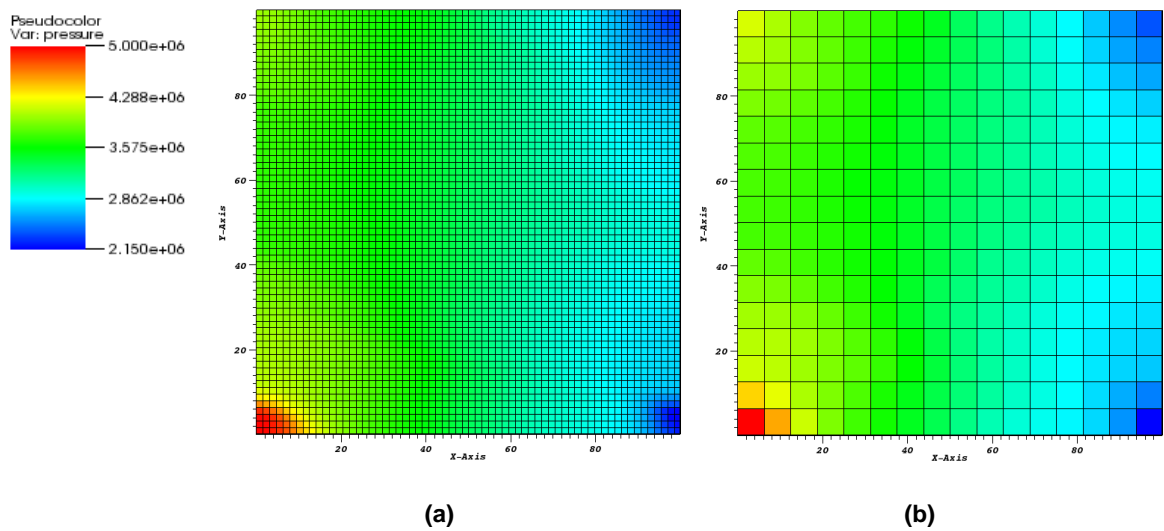 Pseudocolor
Var: pressure
5.000e+06
4.288e+06
3.575e+06
2.862e+06
2.150e+06
80
60
40
20
Y-Axis
20
40
60
80
X-Axis
(a)
80
60
40
20
Y-Axis
20
40
60
80
X-Axis
(b)